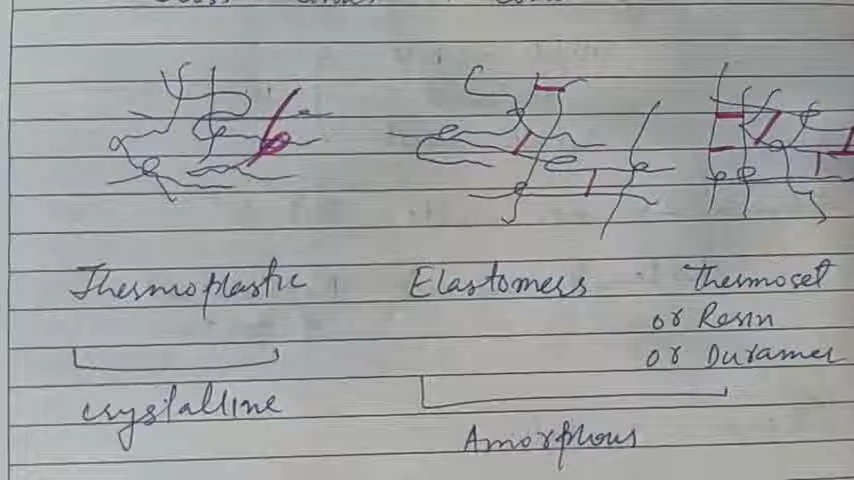 Thermoplastic Elastomers Thermoset
or Resin
or Duramer
crystalline
Amorphous